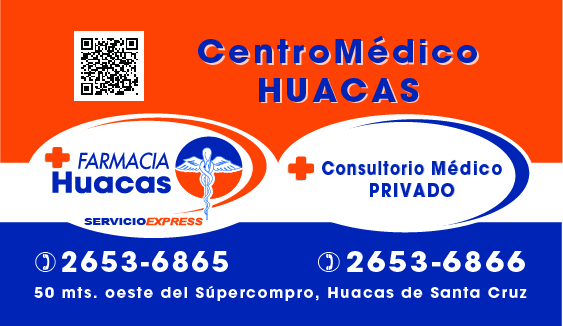 CentroMédico
HUACAS
FARMACIA
Huacas
SERVICIOEXPRESS
Consultorio Médico
PRIVADO
2653-6865
2653-6866
50 mts. oeste del Súpercompro, Huacas de Santa Cruz